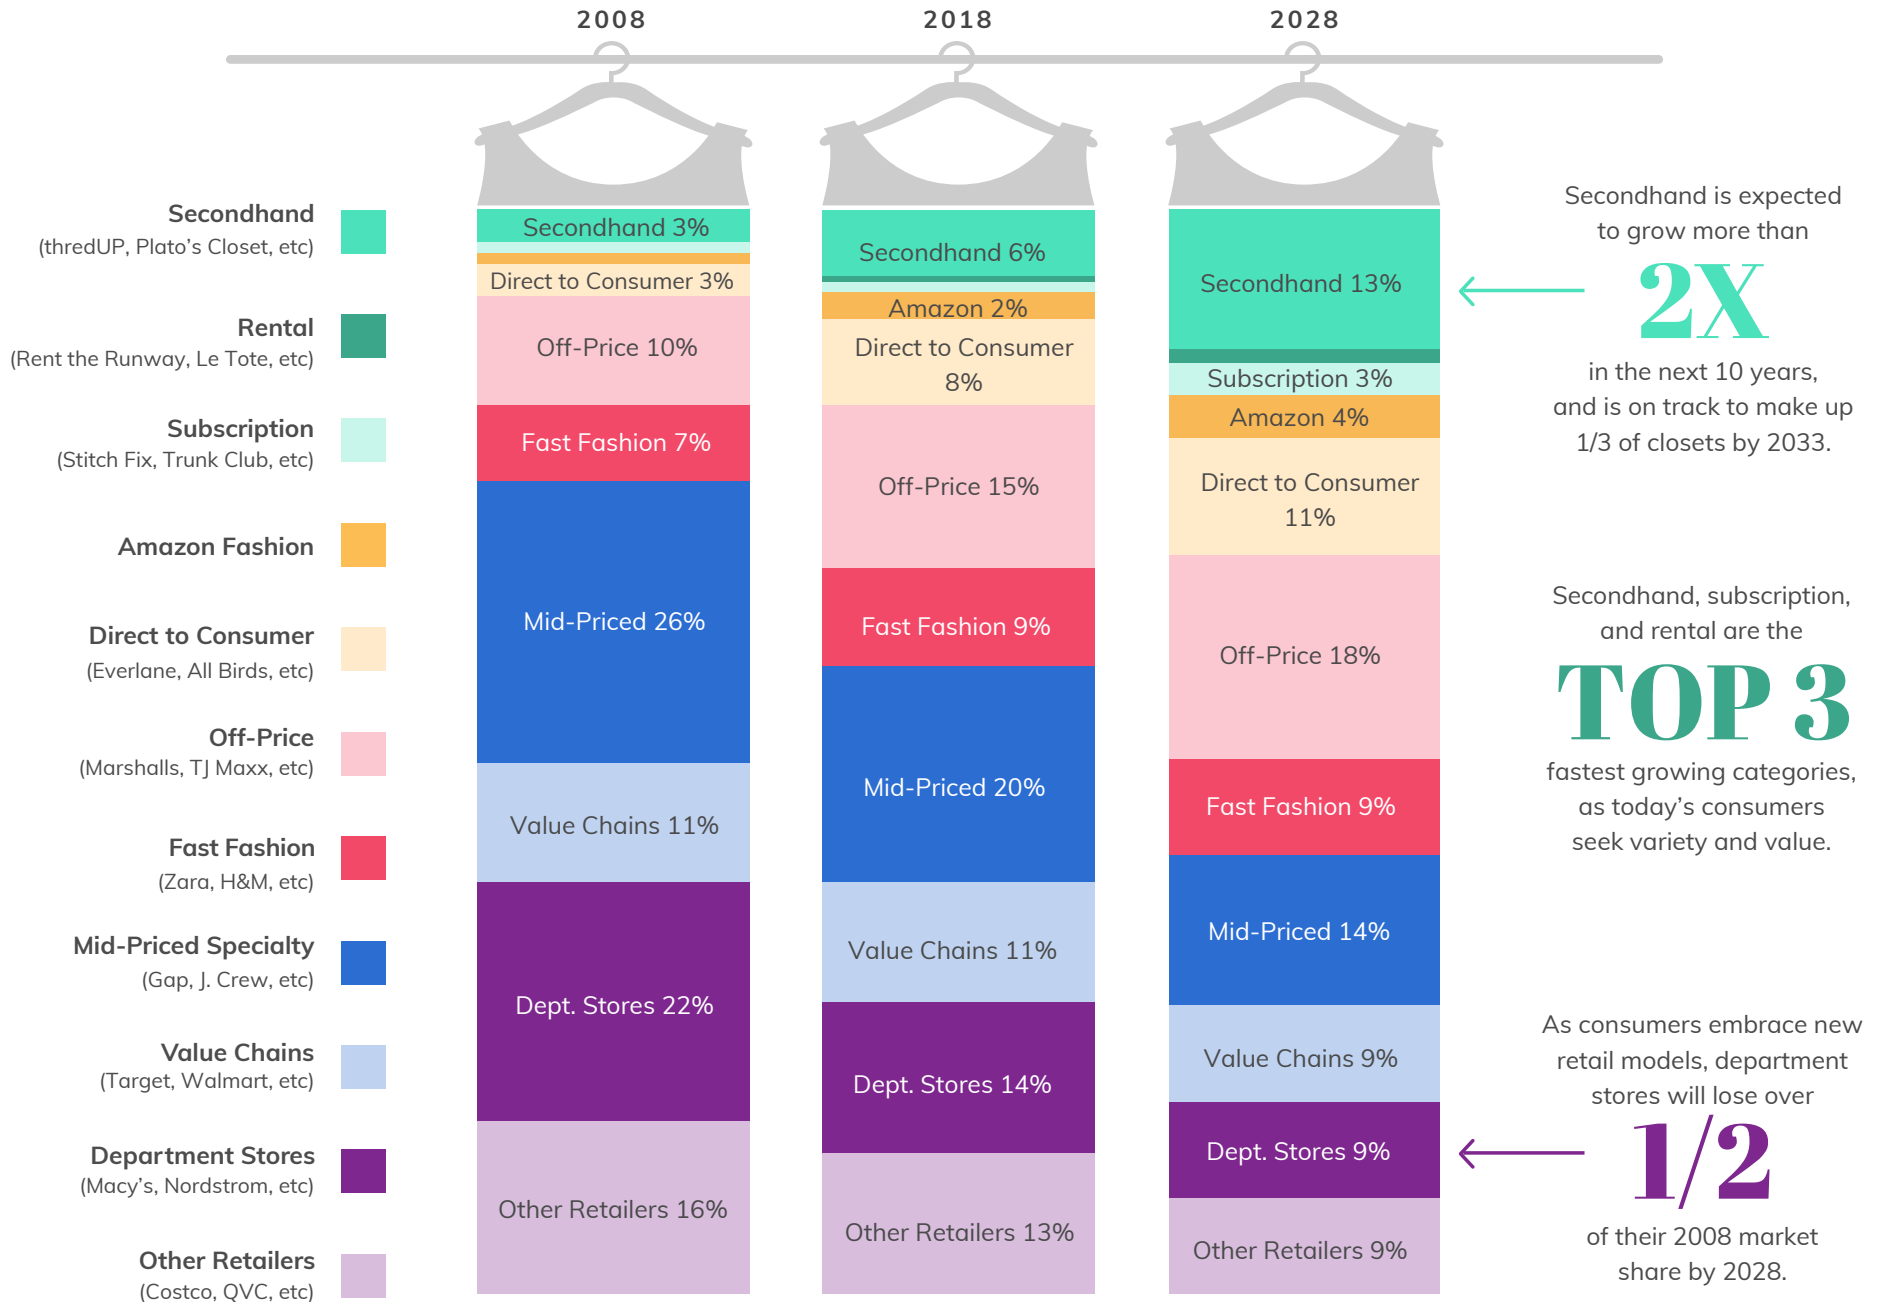 2008
2018
2028
Secondhand
(thredUP, Plato's Closet, etc)
Rental
(Rent the Runway, Le Tote, etc)
Subscription
(Stitch Fix, Trunk Club, etc)
Amazon Fashion
Direct to Consumer
(Everlane, All Birds, etc)
Off-Price
(Marshalls, TJ Maxx, etc)
Fast Fashion
(Zara, H&M, etc)
Mid-Priced Specialty
(Gap, J. Crew, etc)
Value Chains
(Target, Walmart, etc)
Department Stores
(Macy's, Nordstrom, etc)
Other Retailers
(Costco, QVC, etc)
Secondhand 3%
Direct to Consumer 3%
Off-Price 10%
Fast Fashion 7%
Mid-Priced 26%
Value Chains 11%
Dept. Stores 22%
Other Retailers 16%
Secondhand 6%
Amazon 2%
Direct to Consumer
8%
Off-Price 15%
Fast Fashion 9%
Mid-Priced 20%
Value Chains 11%
Dept. Stores 14%
Other Retailers 13%
Secondhand 13%
Subscription 3%
Amazon 4%
Direct to Consumer
11%
Off-Price 18%
Fast Fashion 9%
Mid-Priced 14%
Value Chains 9%
Dept. Stores 9%
Other Retailers 9%
Secondhand is expected
to grow more than
2X
in the next 10 years,
and is on track to make up
1/3 of closets by 2033.
Secondhand, subscription,
and rental are the
TOP 3
fastest growing categories,
as today's consumers
seek variety and value.
As consumers embrace new
retail models, department
stores will lose over
1/2
of their 2008 market
share by 2028.